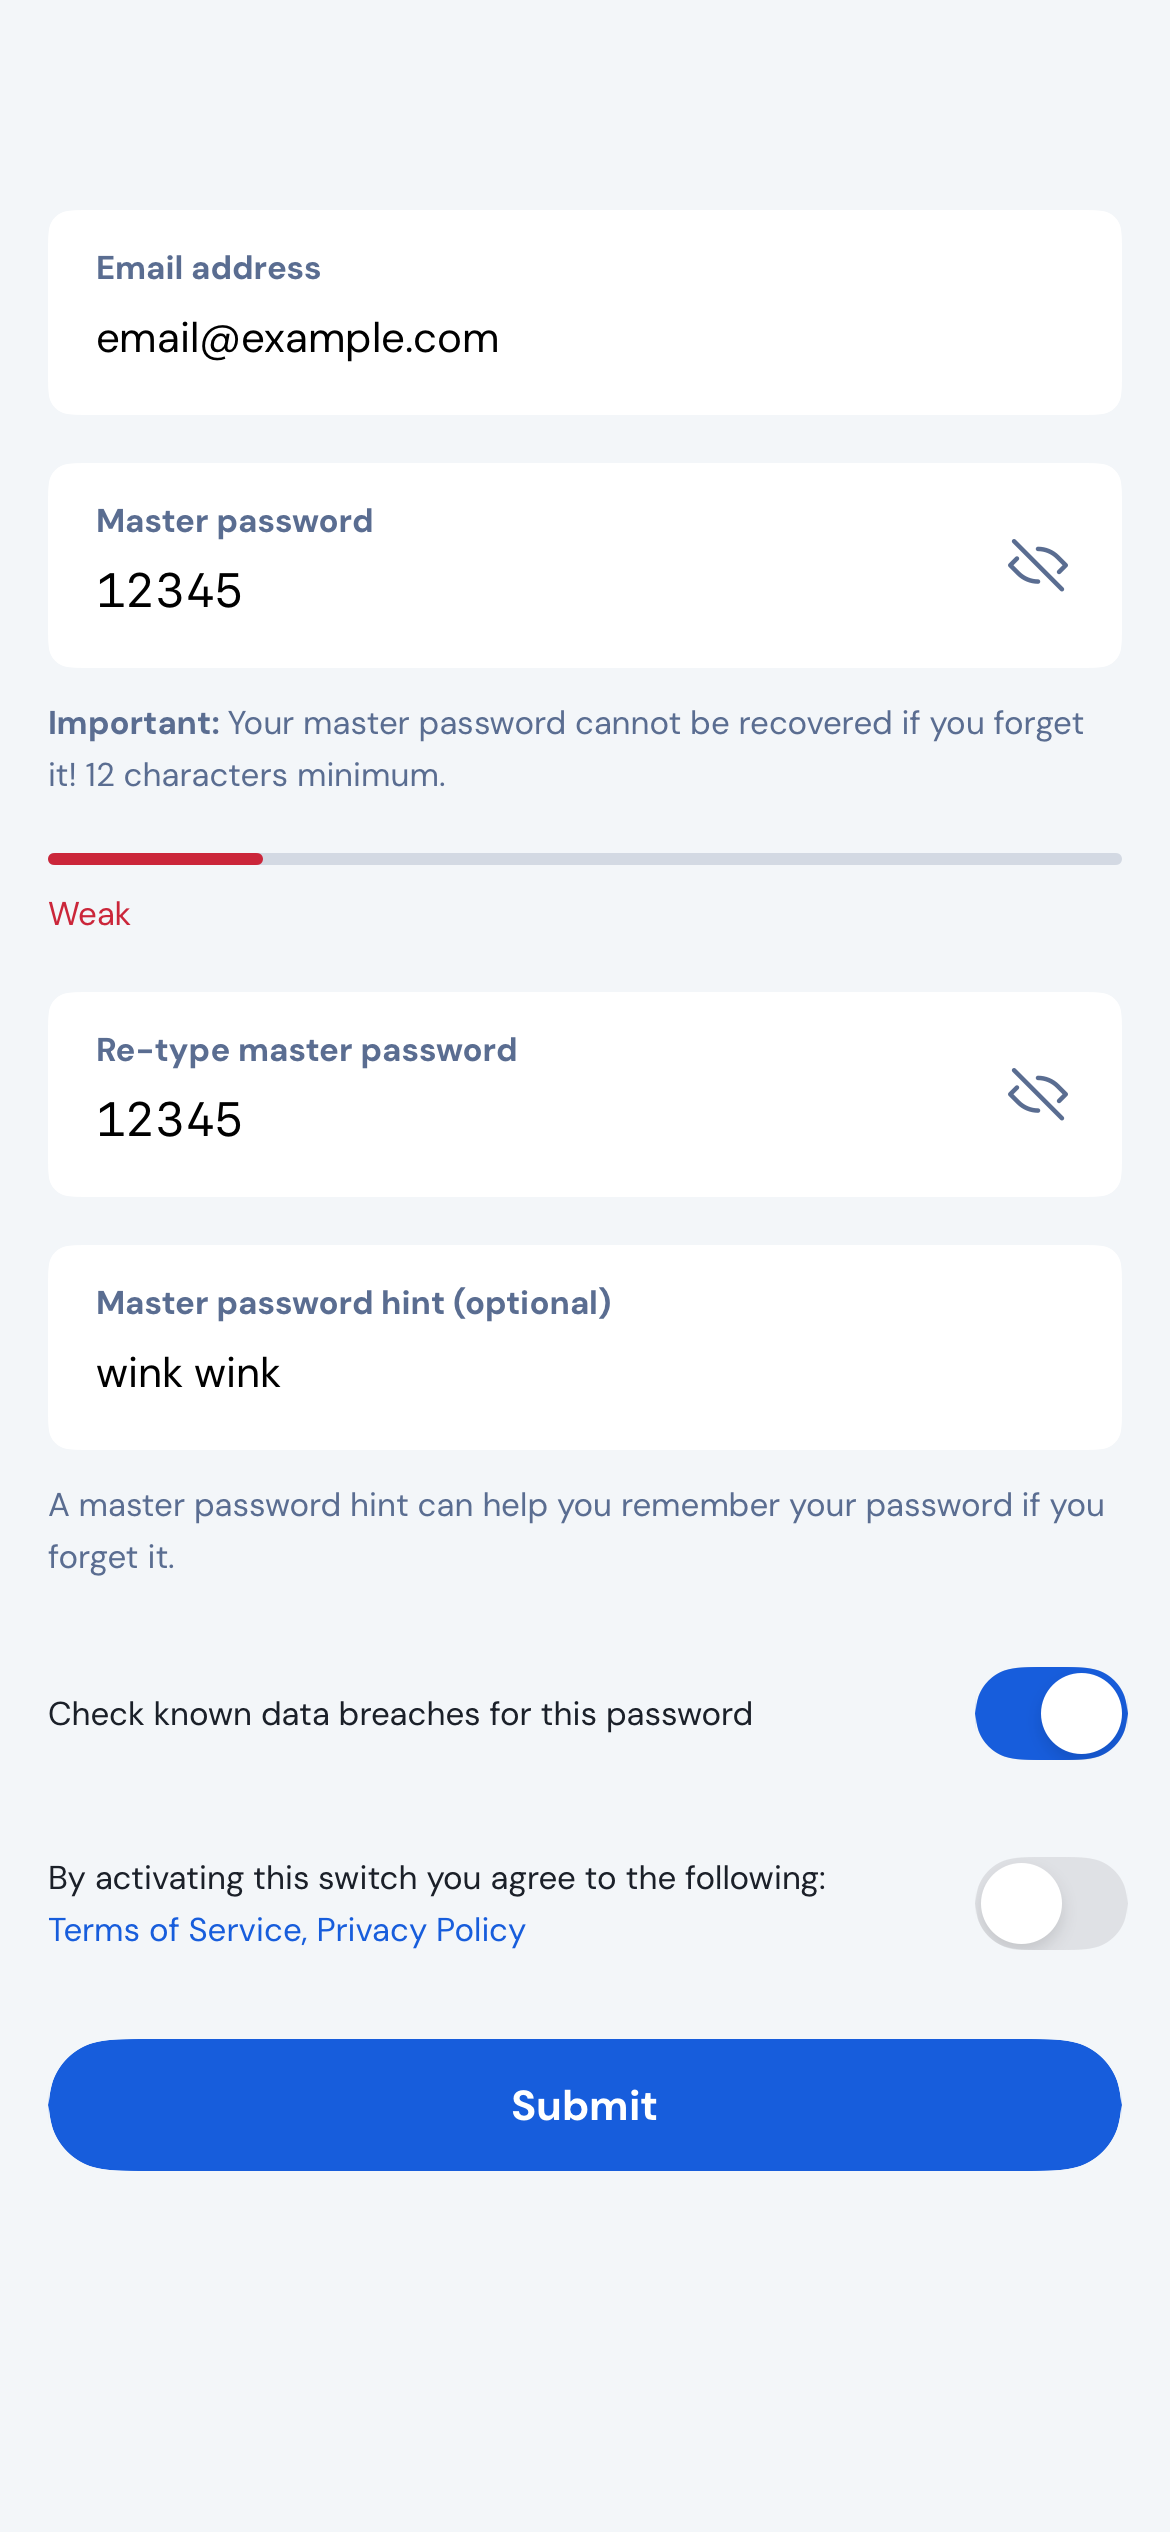 Email address
email@example.com
Master password
12345
Important: Your master password cannot be recovered if you forget
it! 12 characters minimum.
Weak
Re-type master password
12345
Master password hint (optional)
wink wink
A master password hint can help you remember your password if you
forget it.
Check known data breaches for this password
By activating this switch you agree to the following:
Terms of Service, Privacy Policy
Submit